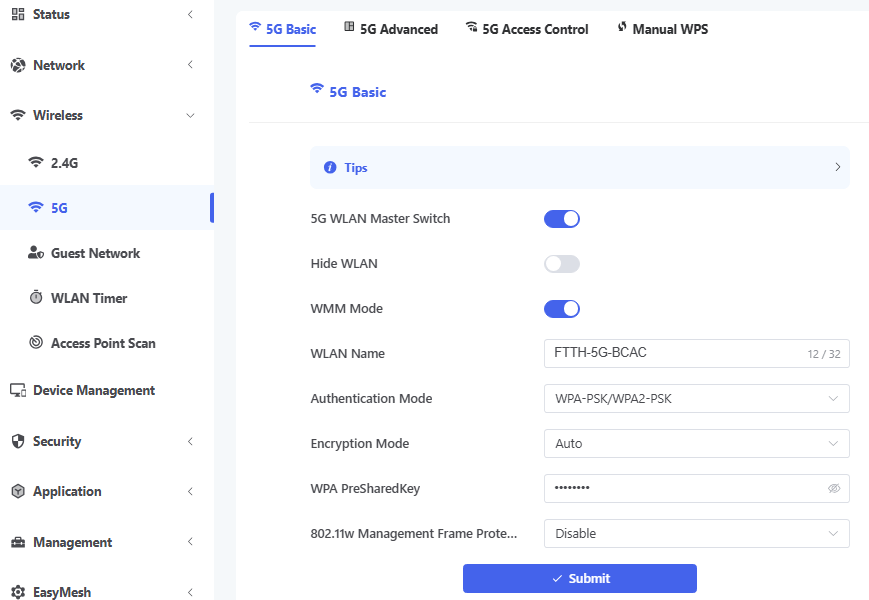 Status
Network
Wireless
2.4G
5G
Guest Network
WLAN Timer
Access Point Scan
Device Management
Security
Application
Management
EasyMesh
5G Basic
5G Advanced
5G Access Control
Manual WPS
5G Basic
Tips
5G WLAN Master Switch
Hide WLAN
WMM Mode
WLAN Name
FTTH-5G-BCAC
12 / 32
Authentication Mode
WPA-PSK/WPA2-PSK
Encryption Mode
Auto
WPA PreSharedKey
••••••••
802.11w Management Frame Prote...
Disable
Submit